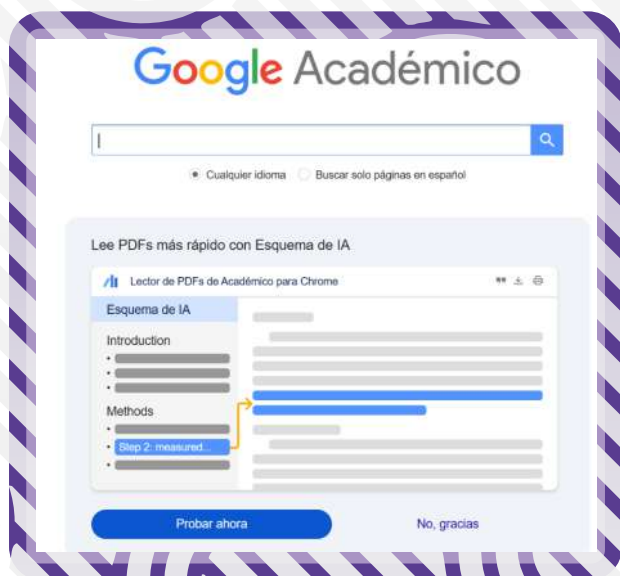 Google Académico
Cualquier idioma Buscar solo páginas en español
Lee PDFs más rápido con Esquema de IA
Lector de PDFs de Académico para Chrome
Esquema de IA
Introduction
Methods
Step 2: measured...
Probar ahora No, gracias